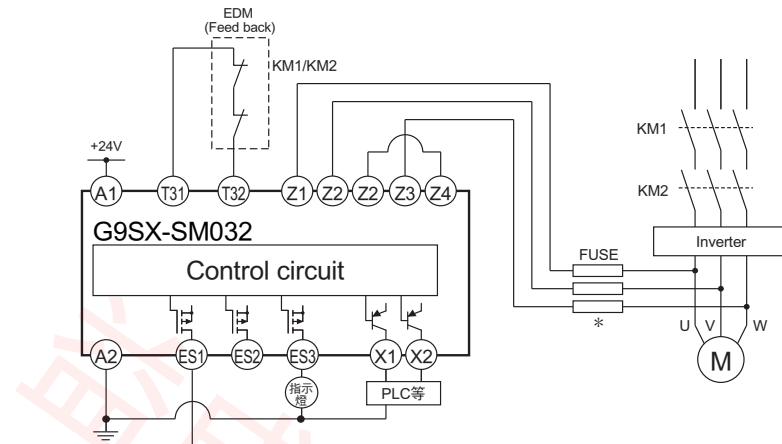 EDM
(Feed back)
KM1/KM2
+24V
A1
T31
T32
Z1
Z2
Z2
Z3
Z4
KM1
KM2
G9SX-SM032
Control circuit
FUSE
Inverter
*
U
V
W
M
A2
ES1
ES2
ES3
X1
X2
指示
燈
PLC等